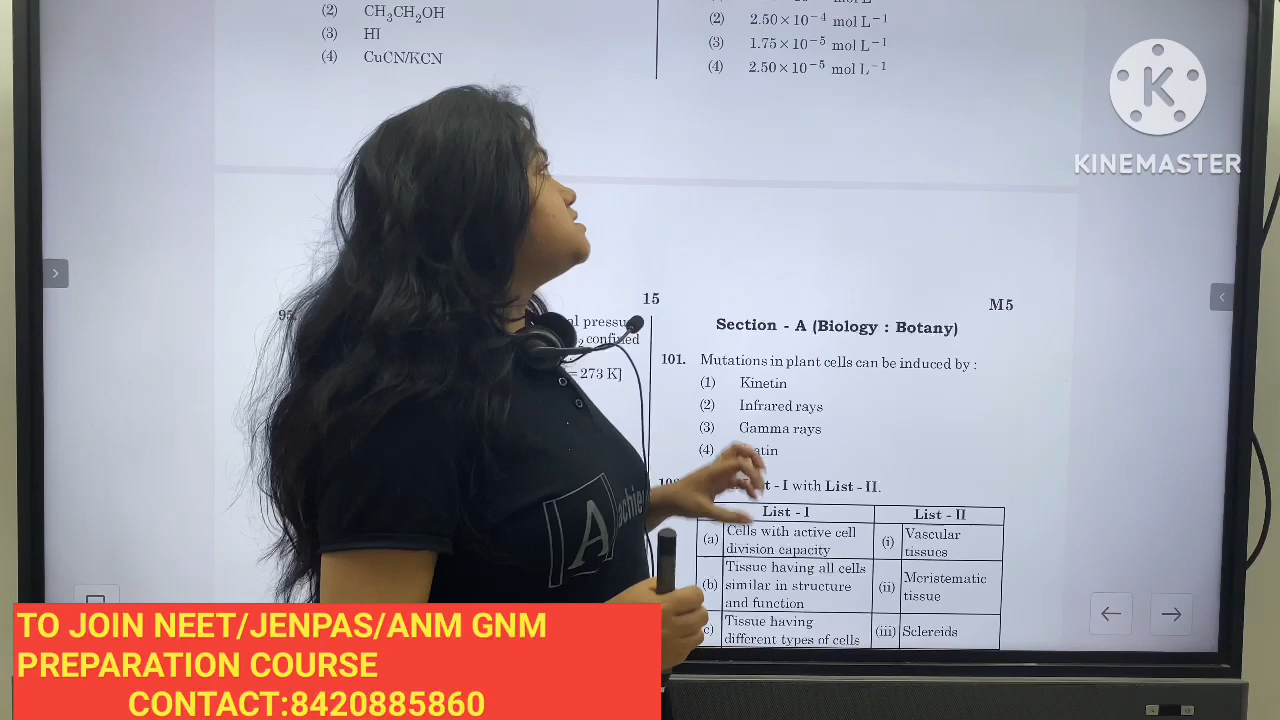 (2) CH₃CH₂OH
(3) HI
(4) CuCN/KCN
(2) 2.50 × 10⁻⁴ mol L⁻¹
(3) 1.75 × 10⁻⁵ mol L⁻¹
(4) 2.50 × 10⁻⁵ mol L⁻¹
KINEMASTER
15
M5
95
al pressu
confined
= 273 K]
Section - A (Biology : Botany)
101. Mutations in plant cells can be induced by :
(1) Kinetin
(2) Infrared rays
(3) Gamma rays
(4) atin
- I with List - II.
List - I List - II
(a) Cells with active cell division capacity (i) Vascular tissues
(b) Tissue having all cells similar in structure and function (ii) Meristematic tissue
c) Tissue having different types of cells (iii) Sclereids
A achie
TO JOIN NEET/JENPAS/ANM GNM
PREPARATION COURSE
CONTACT:8420885860